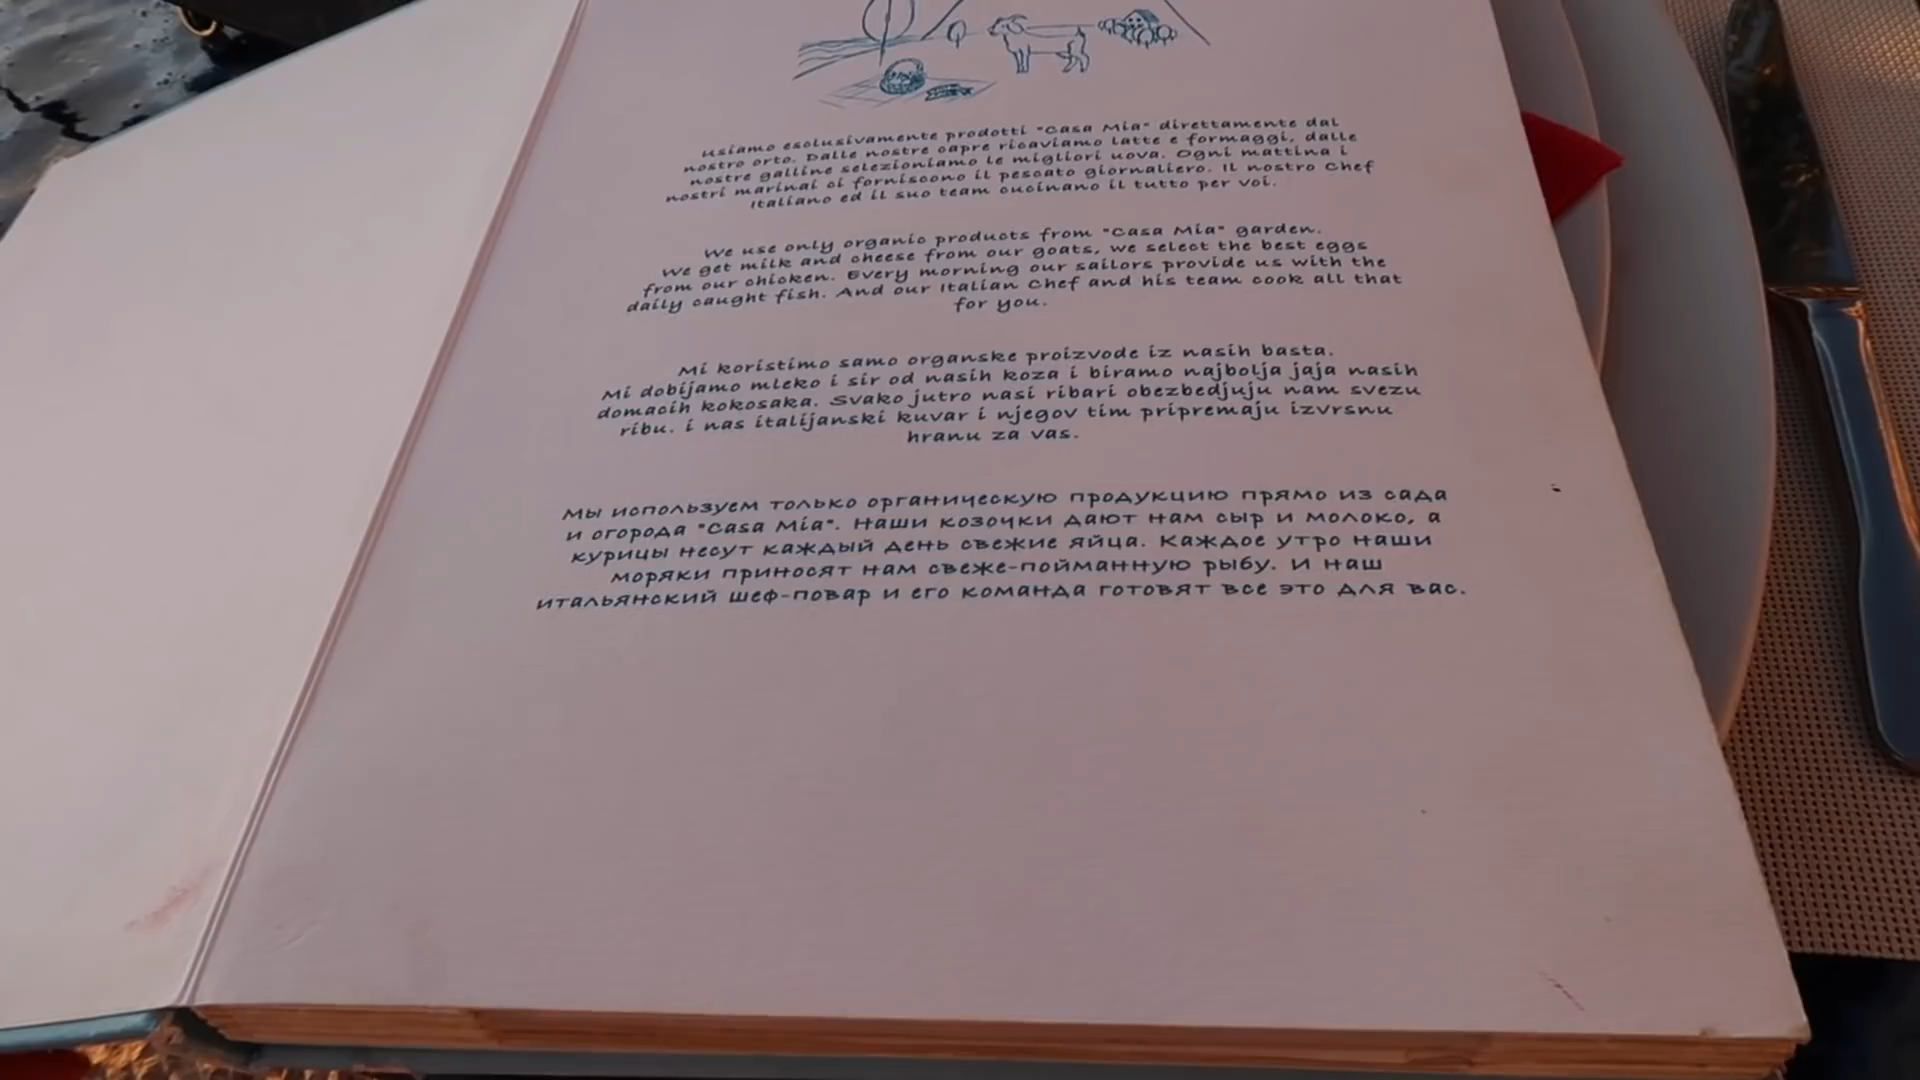 usiamo esclusivamente prodotti "Casa Mia" direttamente dal
nostro orto. Dalle nostre capre ricaviamo latte e formaggi, dalle
nostre galline selezioniamo le migliori uova. Ogni mattina i
nostri marinai ci forniscono il pescato giornaliero. Il nostro Chef
Italiano ed il suo team cucinano il tutto per voi.
We use only organic products from "Casa Mia" garden.
We get milk and cheese from our goats, we select the best eggs
from our chicken. Every morning our sailors provide us with the
daily caught fish. And our Italian Chef and his team cook all that
for you.
Mi koristimo samo organske proizvode iz nasih basta.
Mi dobijamo mleko i sir od nasih koza i biramo najbolja jaja nasih
domacih kokosaka. Svako jutro nasi ribari obezbedjuju nam svezu
ribu. i nas italijanski kuvar i njegov tim pripremaju izvrsnu
hranu za vas.
Мы используем только органическую продукцию прямо из сада
и огорода "Casa Mia". Наши козочки дают нам сыр и молоко, а
курицы несут каждый день свежие яйца. Каждое утро наши
моряки приносят нам свеже-пойманную рыбу. И наш
итальянский шеф-повар и его команда готовят все это для вас.